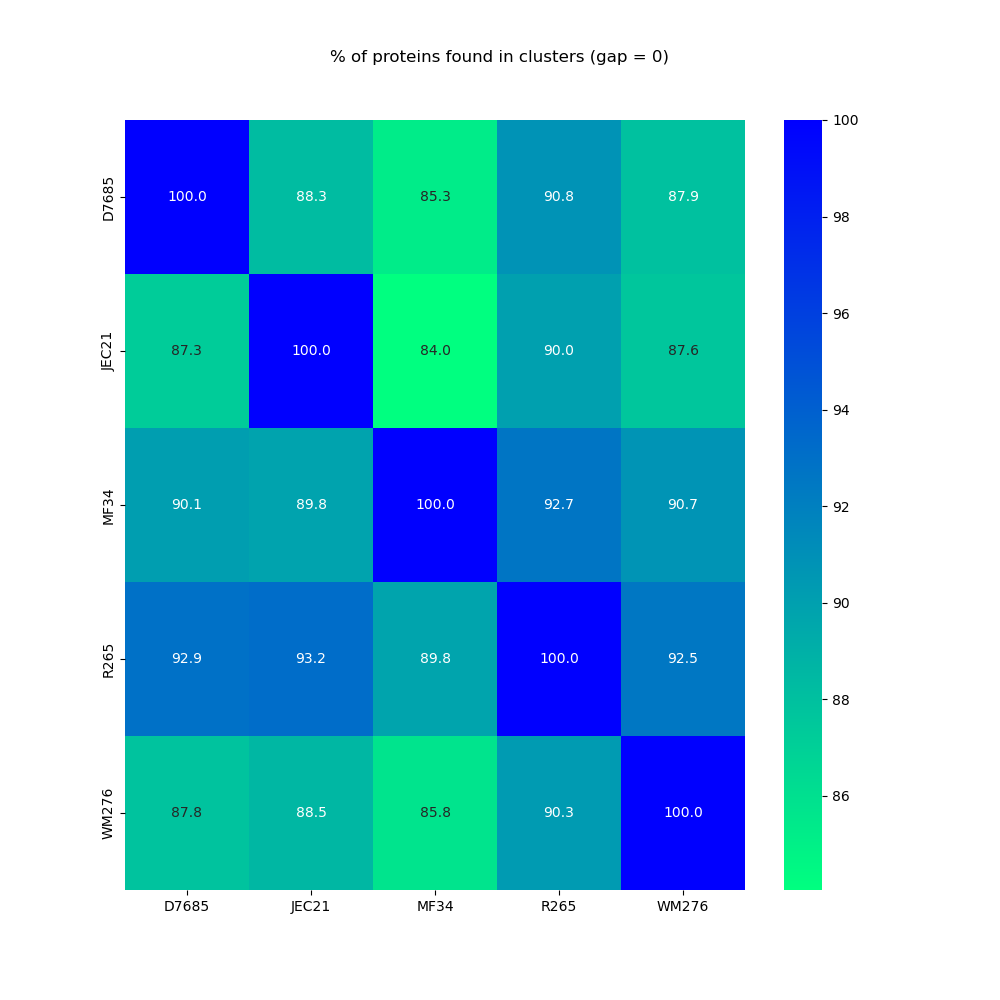 % of proteins found in clusters (gap = 0)
D7685 100.0 88.3 85.3 90.8 87.9
JEC21 87.3 100.0 84.0 90.0 87.6
MF34 90.1 89.8 100.0 92.7 90.7
R265 92.9 93.2 89.8 100.0 92.5
WM276 87.8 88.5 85.8 90.3 100.0
D7685 JEC21 MF34 R265 WM276
100
98
96
94
92
90
88
86